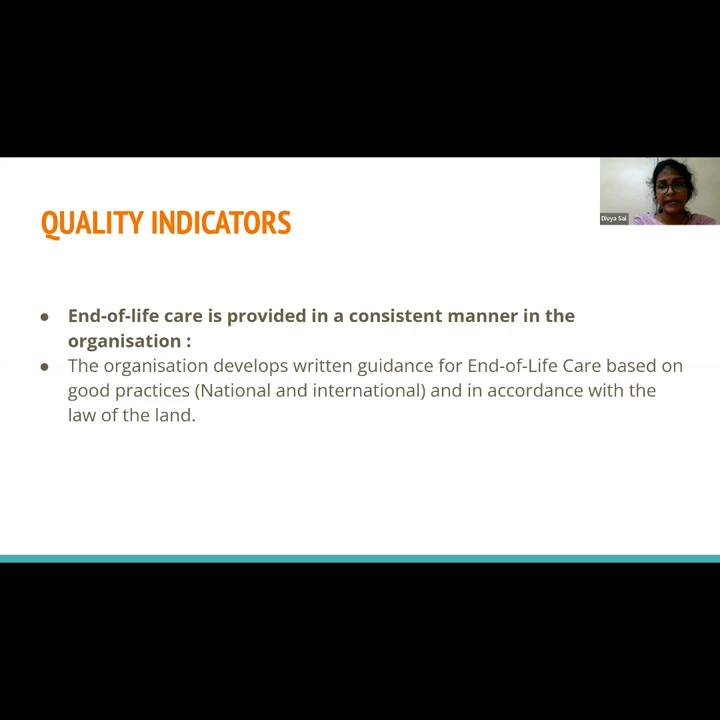 QUALITY INDICATORS
Divya Sai
● End-of-life care is provided in a consistent manner in the
organisation :
● The organisation develops written guidance for End-of-Life Care based on
good practices (National and international) and in accordance with the
law of the land.